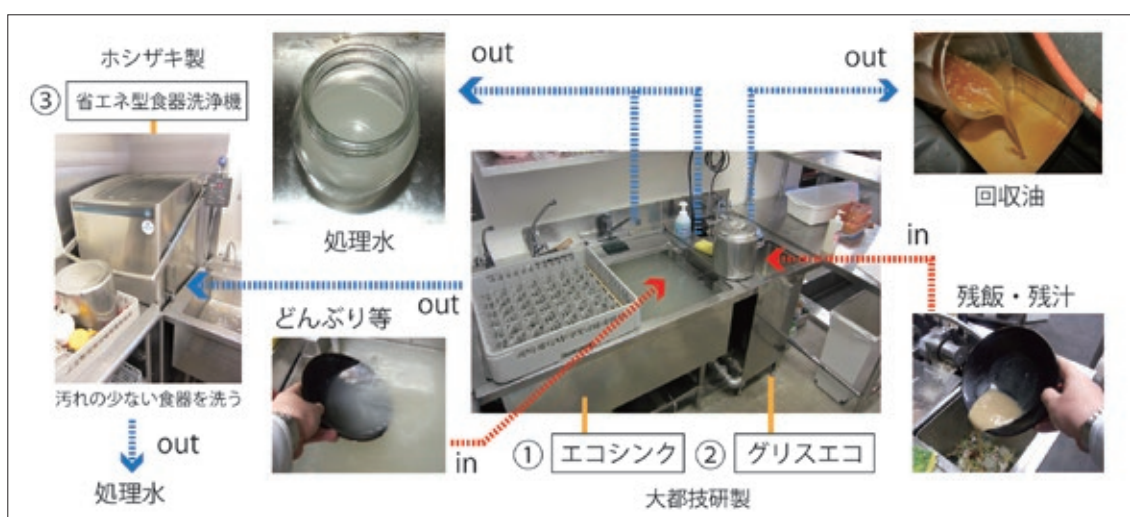 ホシザキ製
③ 省エネ型食器洗浄機
汚れの少ない食器を洗う
out
処理水
out
処理水
out
どんぶり等
in
out
回収油
in
残飯・残汁
① エコシンク
② グリスエコ
大都技研製